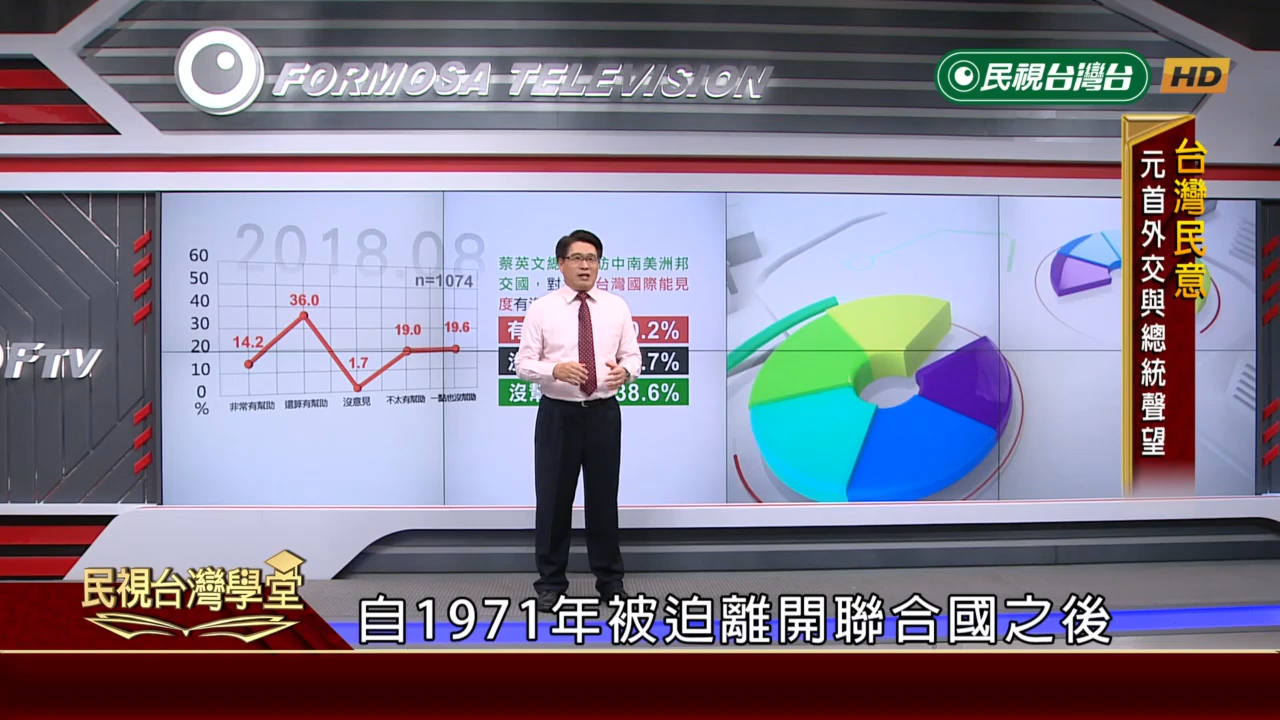 FORMOSA TELEVISION
民視台灣台 HD
台灣民意
元首外交與總統聲望
FTV
2018.08
n=1074
60
50
40
30
20
10
0
%
14.2
36.0
1.7
19.0
19.6
非常有幫助 還算有幫助 沒意見 不太有幫助 一點也沒幫助
蔡英文總 訪中南美洲邦
交國，對 台灣國際能見
度有
有 .2%
.7%
沒幫 38.6%
民視台灣學堂
自1971年被迫離開聯合國之後